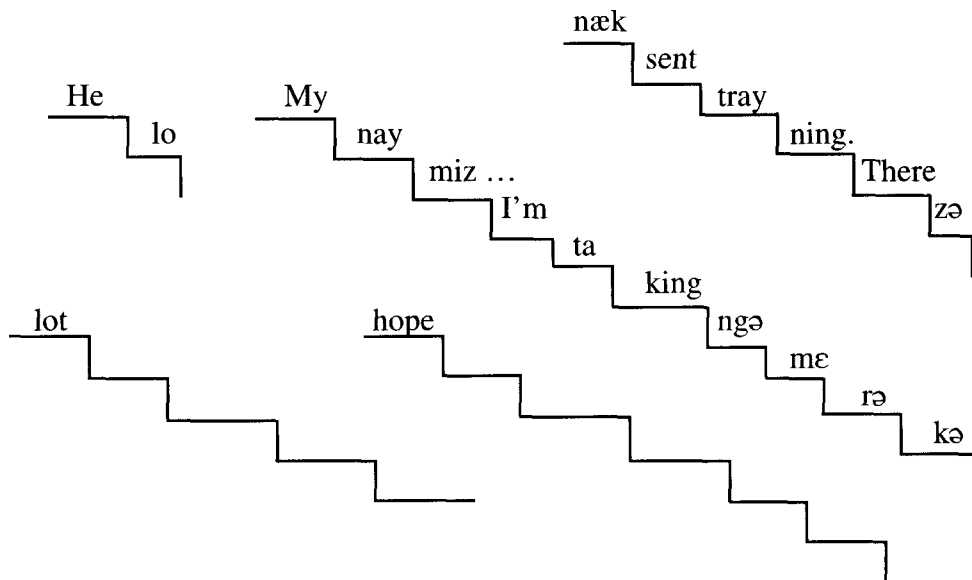 He lo
My nay miz … I'm ta king ngə mɛ rə kə
næk sent tray ning. There zə
lot
hope